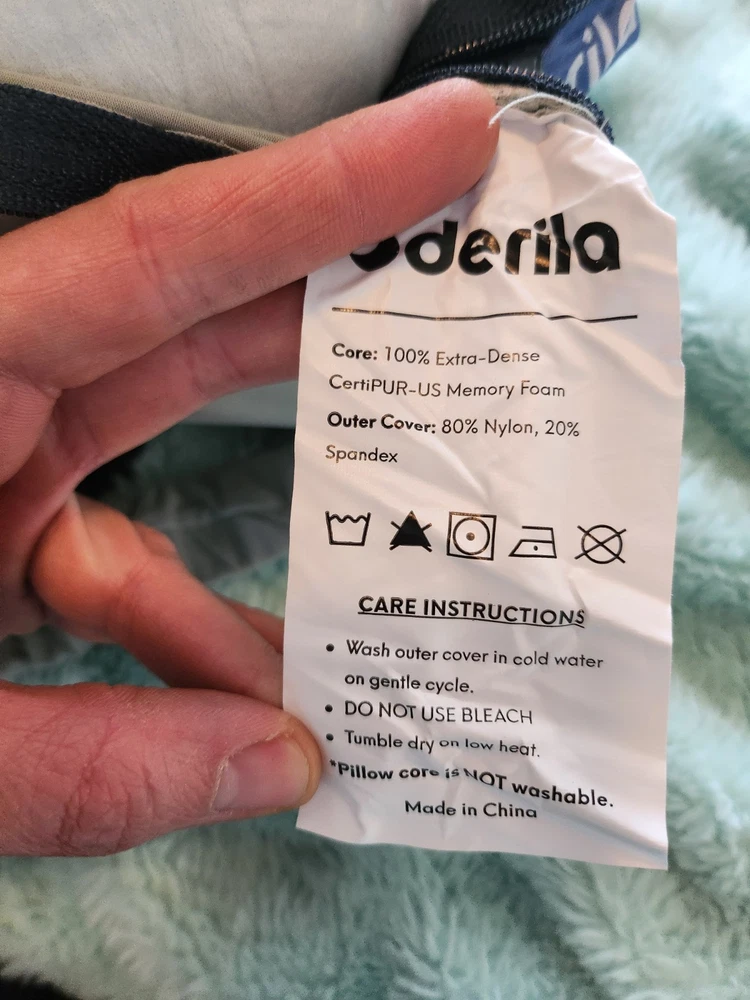 rila
derila
Core: 100% Extra-Dense
CertiPUR-US Memory Foam
Outer Cover: 80% Nylon, 20%
Spandex
CARE INSTRUCTIONS
• Wash outer cover in cold water
on gentle cycle.
• DO NOT USE BLEACH
• Tumble dry on low heat.
*Pillow core is NOT washable.
Made in China